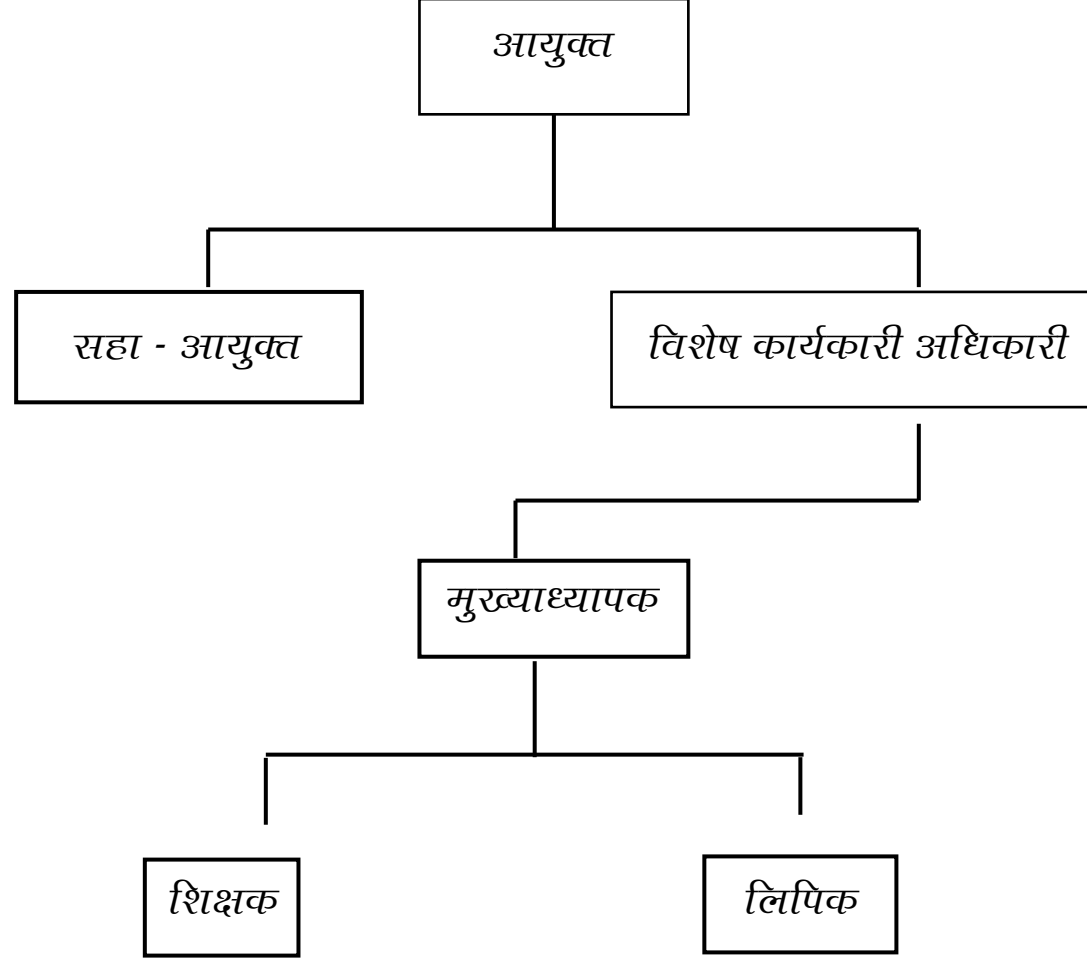 आयुक्त
सहा - आयुक्त
विशेष कार्यकारी अधिकारी
मुख्याध्यापक
शिक्षक
लिपिक